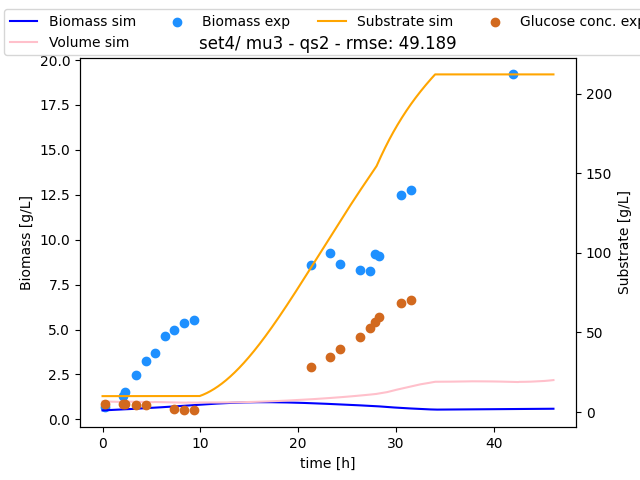 Biomass sim Biomass exp Substrate sim Glucose conc. exp
Volume sim
set4/ mu3 - qs2 - rmse: 49.189
20.0
17.5
15.0
12.5
10.0
7.5
5.0
2.5
0.0
Biomass [g/L]
200
150
100
50
0
Substrate [g/L]
0 10 20 30 40
time [h]